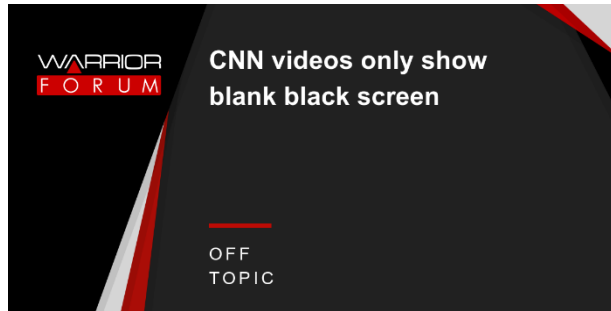 WARRIOR
FORUM
CNN videos only show
blank black screen
OFF
TOPIC